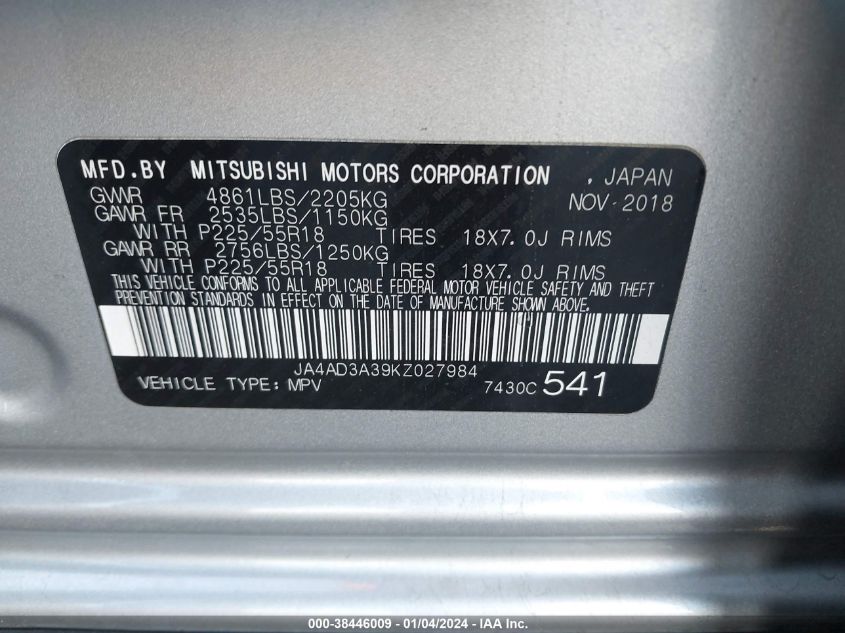 MFD.BY MITSUBISHI MOTORS CORPORATION , JAPAN
GVWR 4861LBS/2205KG NOV-2018
GAWR FR 2535LBS/1150KG
WITH P225/55R18 TIRES 18X7.0J RIMS
GAWR RR 2756LBS/1250KG
WITH P225/55R18 TIRES 18X7.0J RIMS
THIS VEHICLE CONFORMS TO ALL APPLICABLE FEDERAL MOTOR VEHICLE SAFETY AND THEFT
PREVENTION STANDARDS IN EFFECT ON THE DATE OF MANUFACTURE SHOWN ABOVE.
JA4AD3A39KZ027984
VEHICLE TYPE: MPV 7430C 541
000-38446009 - 01/04/2024 - IAA Inc.